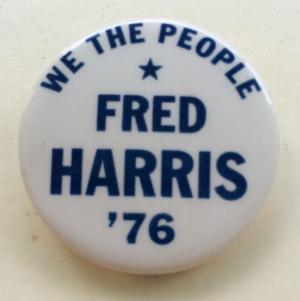 WE THE PEOPLE
FRED
HARRIS
'76